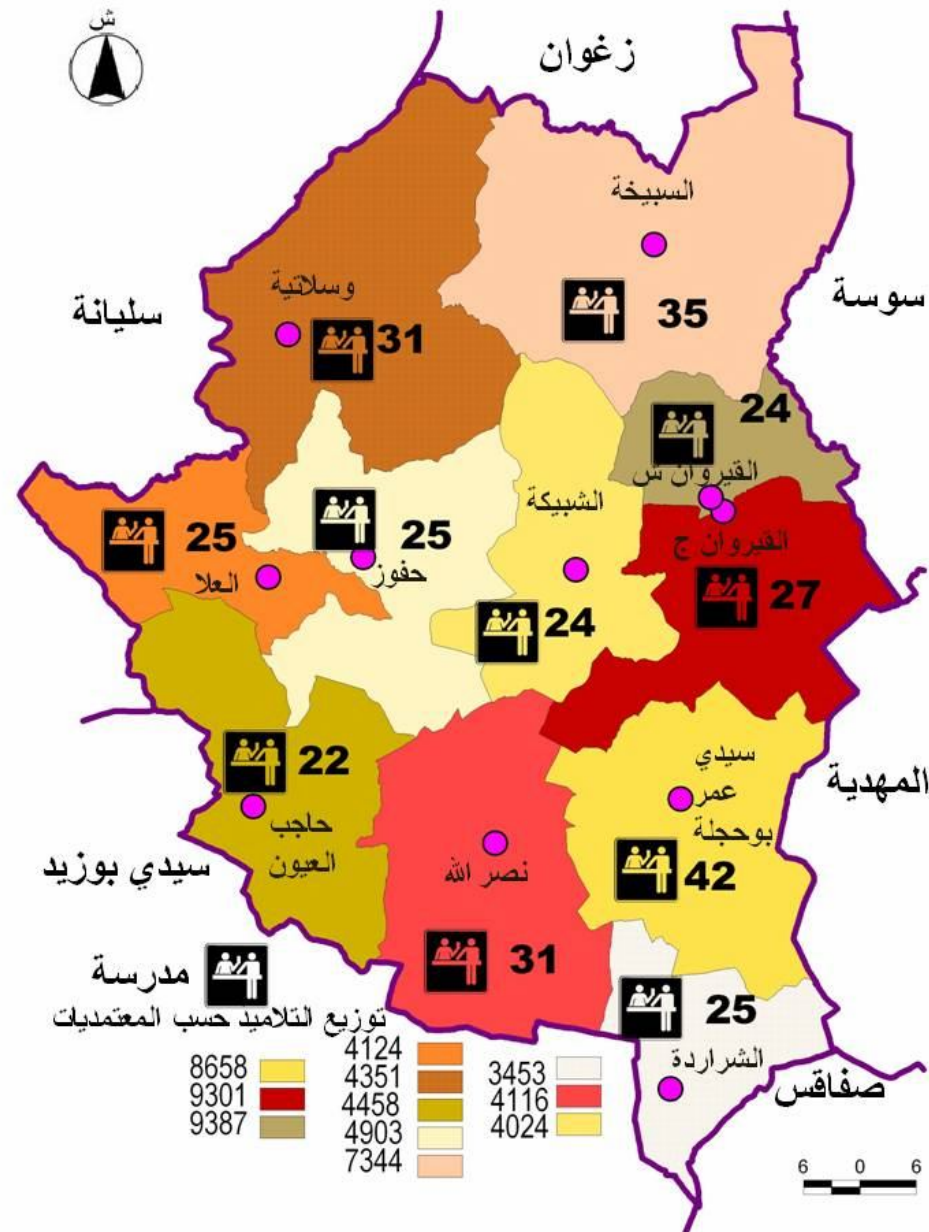 ش
زغوان
السبيخة
سوسة
وسلاتية
سليانة
35
31
24
القيروان ش
الشبيكة
25
25
القيروان ج
حفوز
العلا
27
24
22
سيدي
عمر
بوحجلة
المهدية
حاجب
العيون
نصر الله
سيدي بوزيد
42
31
مدرسة
25
توزيع التلاميذ حسب المعتمديات
الشراردة
صفاقس
8658
9301
9387
4124
4351
4458
4903
7344
3453
4116
4024
6 0 6